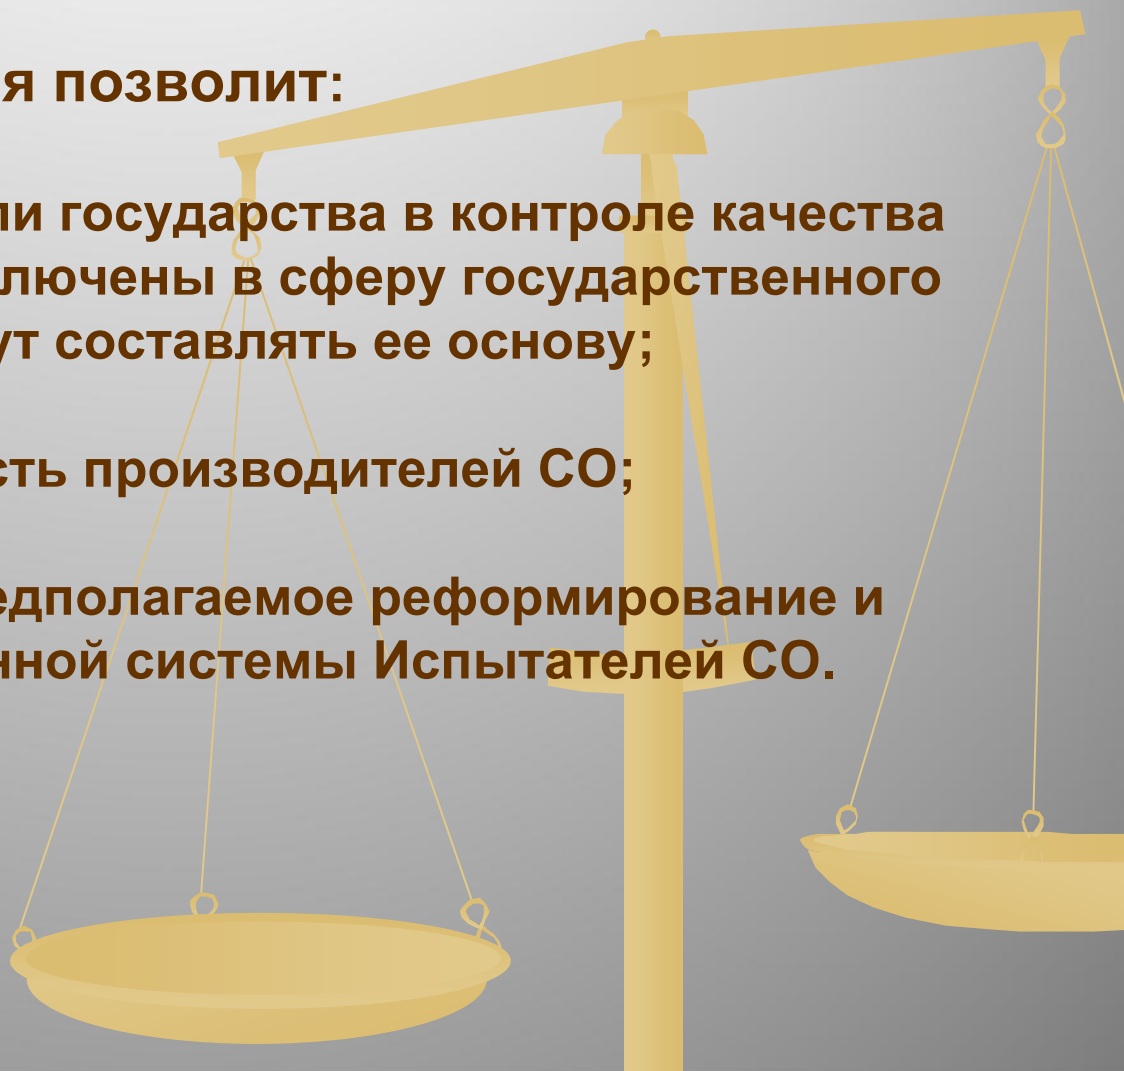 я позволит:
ли государства в контроле качества
лючены в сферу государственного
ут составлять ее основу;
сть производителей СО;
едполагаемое реформирование и
нной системы Испытателей СО.